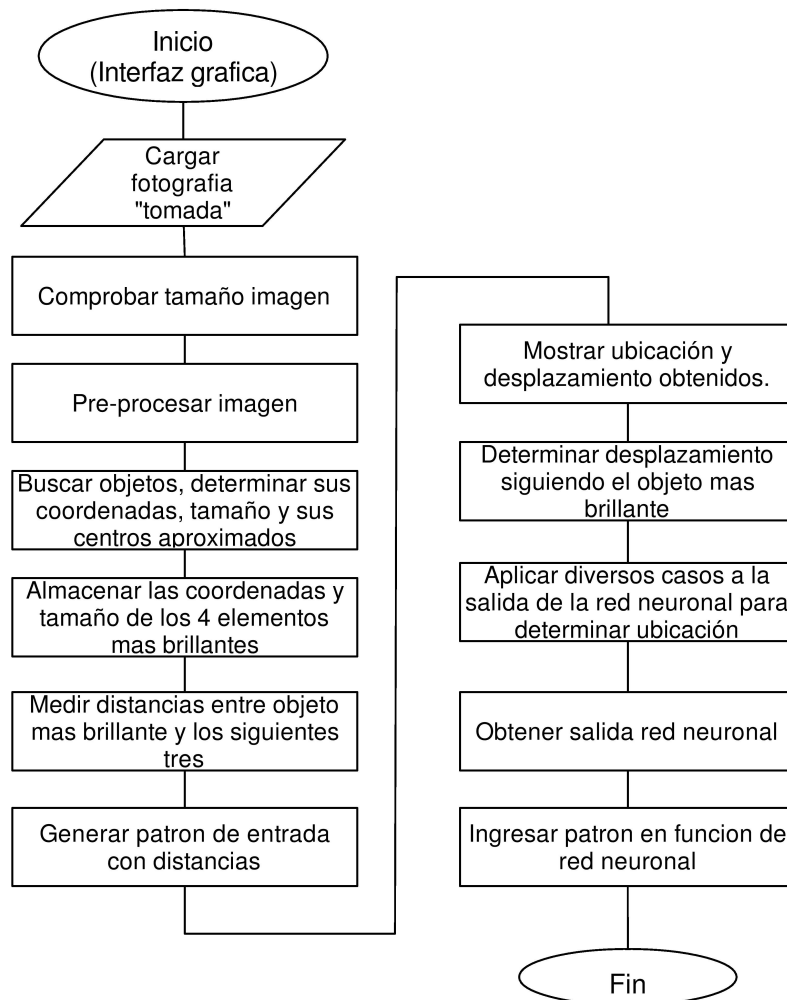 Inicio
(Interfaz grafica)
Cargar
fotografia
"tomada"
Comprobar tamaño imagen
Pre-procesar imagen
Buscar objetos, determinar sus
coordenadas, tamaño y sus
centros aproximados
Almacenar las coordenadas y
tamaño de los 4 elementos
mas brillantes
Medir distancias entre objeto
mas brillante y los siguientes
tres
Generar patron de entrada
con distancias
Mostrar ubicación y
desplazamiento obtenidos.
Determinar desplazamiento
siguiendo el objeto mas
brillante
Aplicar diversos casos a la
salida de la red neuronal para
determinar ubicación
Obtener salida red neuronal
Ingresar patron en funcion de
red neuronal
Fin